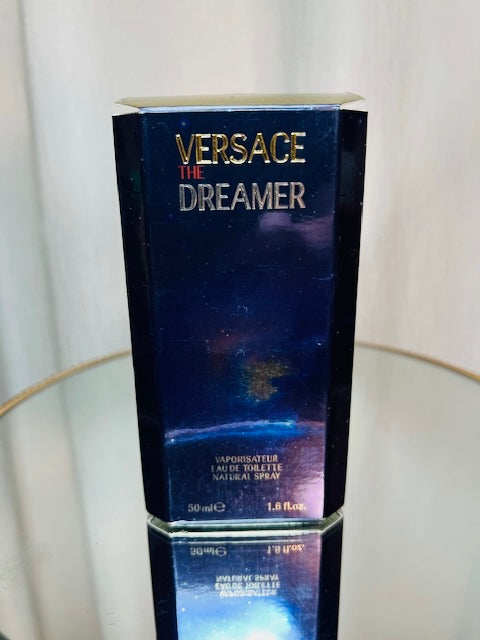 VERSACE
THE
DREAMER
VAPORISATEUR
EAU DE TOILETTE
NATURAL SPRAY
50 ml℮ 1.6 fl.oz.